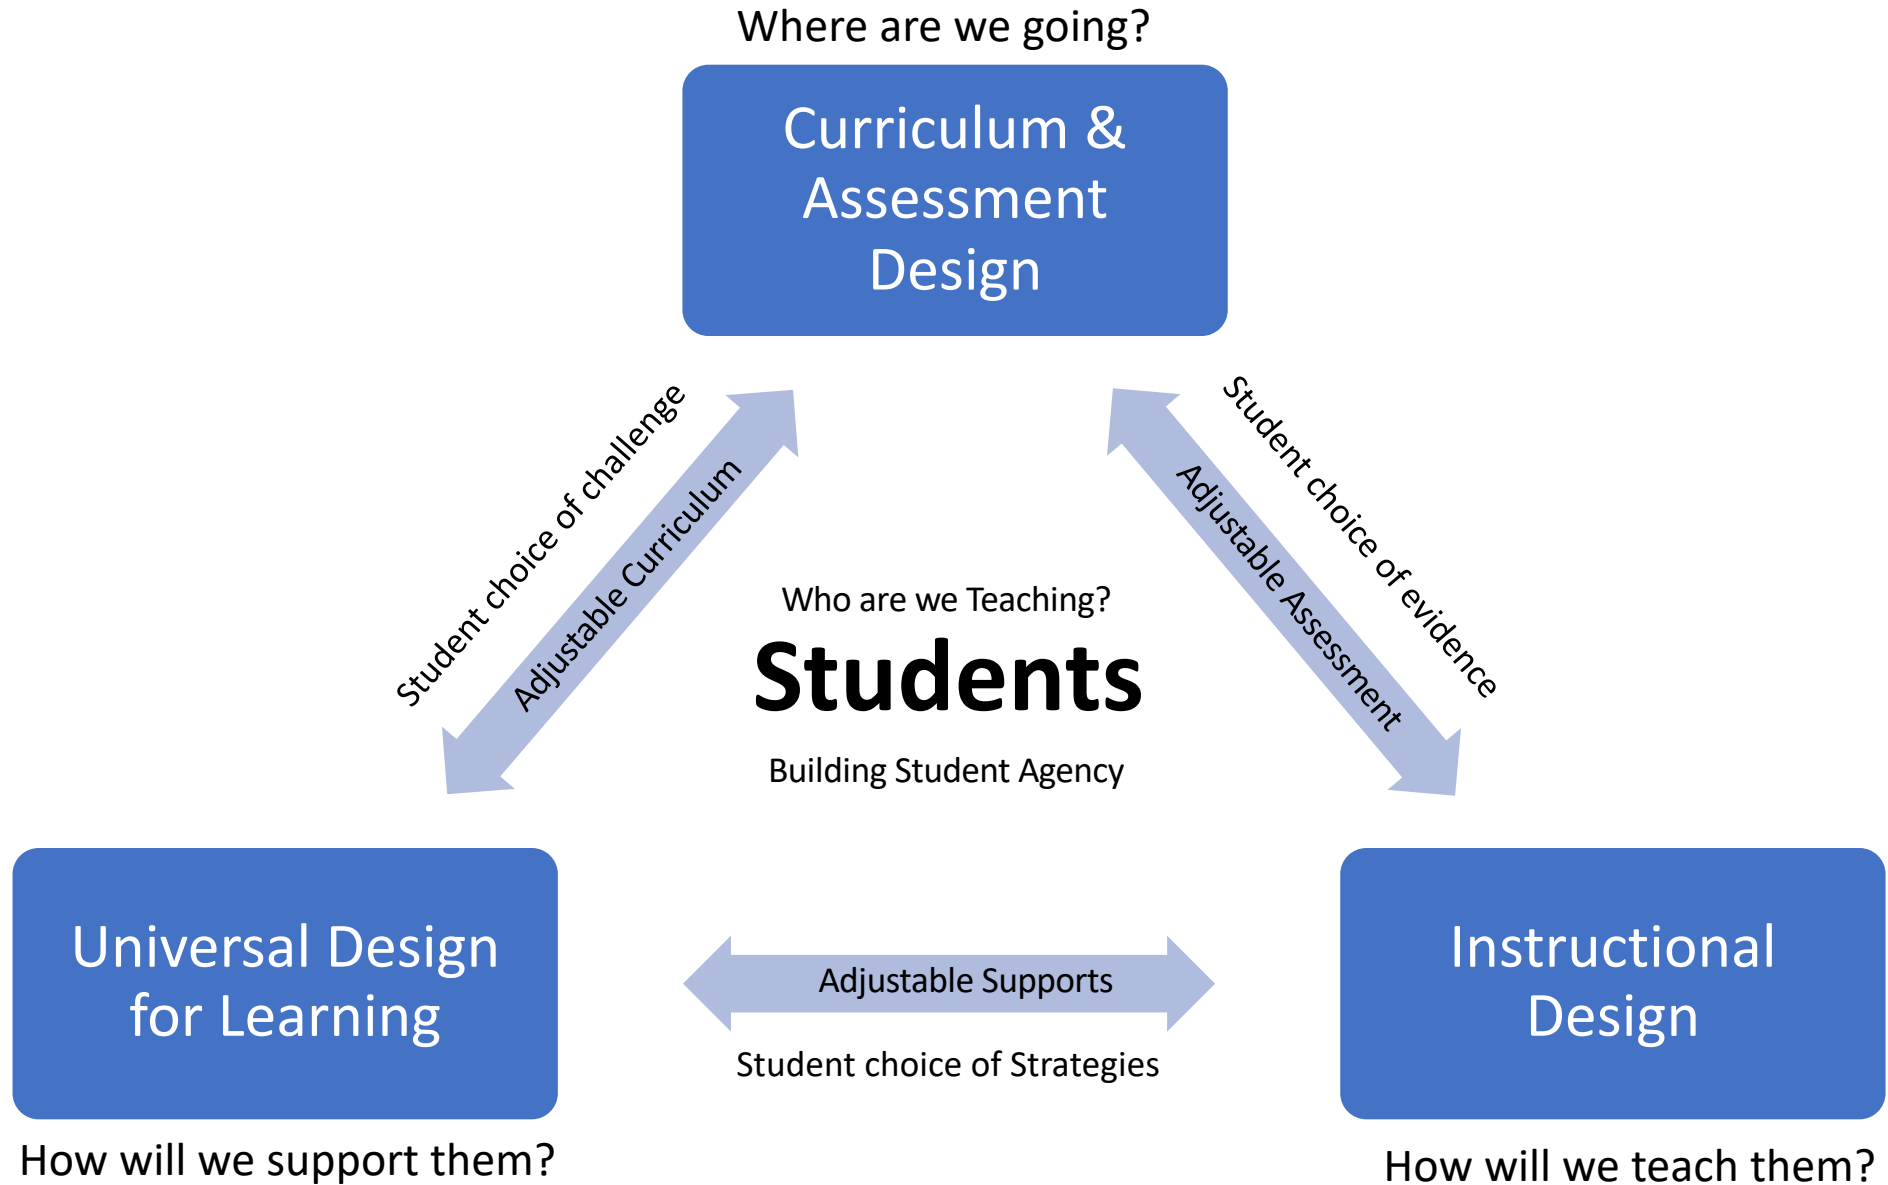 Where are we going?
Curriculum &
Assessment
Design
Student choice of challenge
Adjustable Curriculum
Adjustable Assessment
Student choice of evidence
Who are we Teaching?
Students
Building Student Agency
Universal Design
for Learning
Adjustable Supports
Student choice of Strategies
Instructional
Design
How will we support them?
How will we teach them?